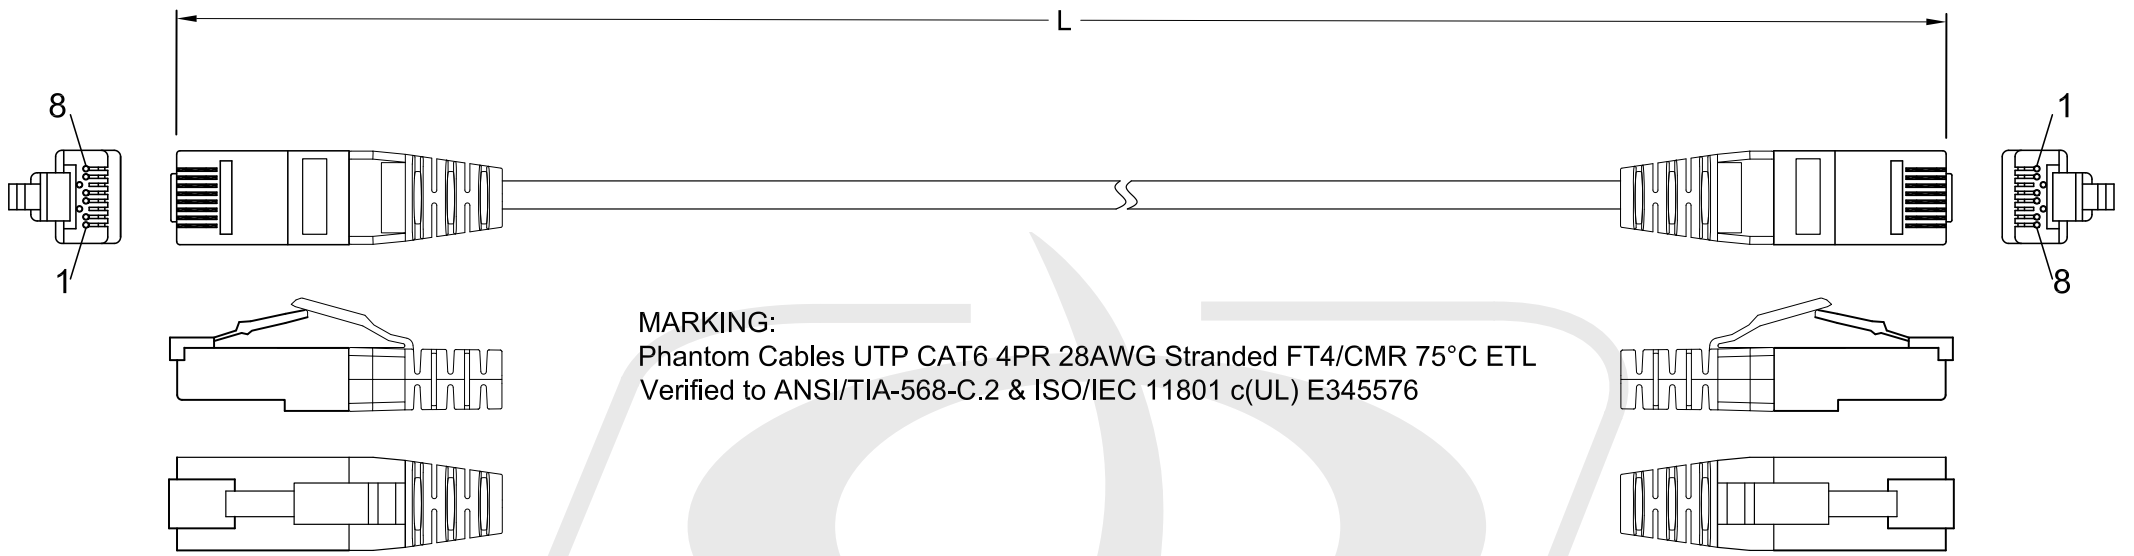 L
8
1
1
8
MARKING:
Phantom Cables UTP CAT6 4PR 28AWG Stranded FT4/CMR 75°C ETL
Verified to ANSI/TIA-568-C.2 & ISO/IEC 11801 c(UL) E345576